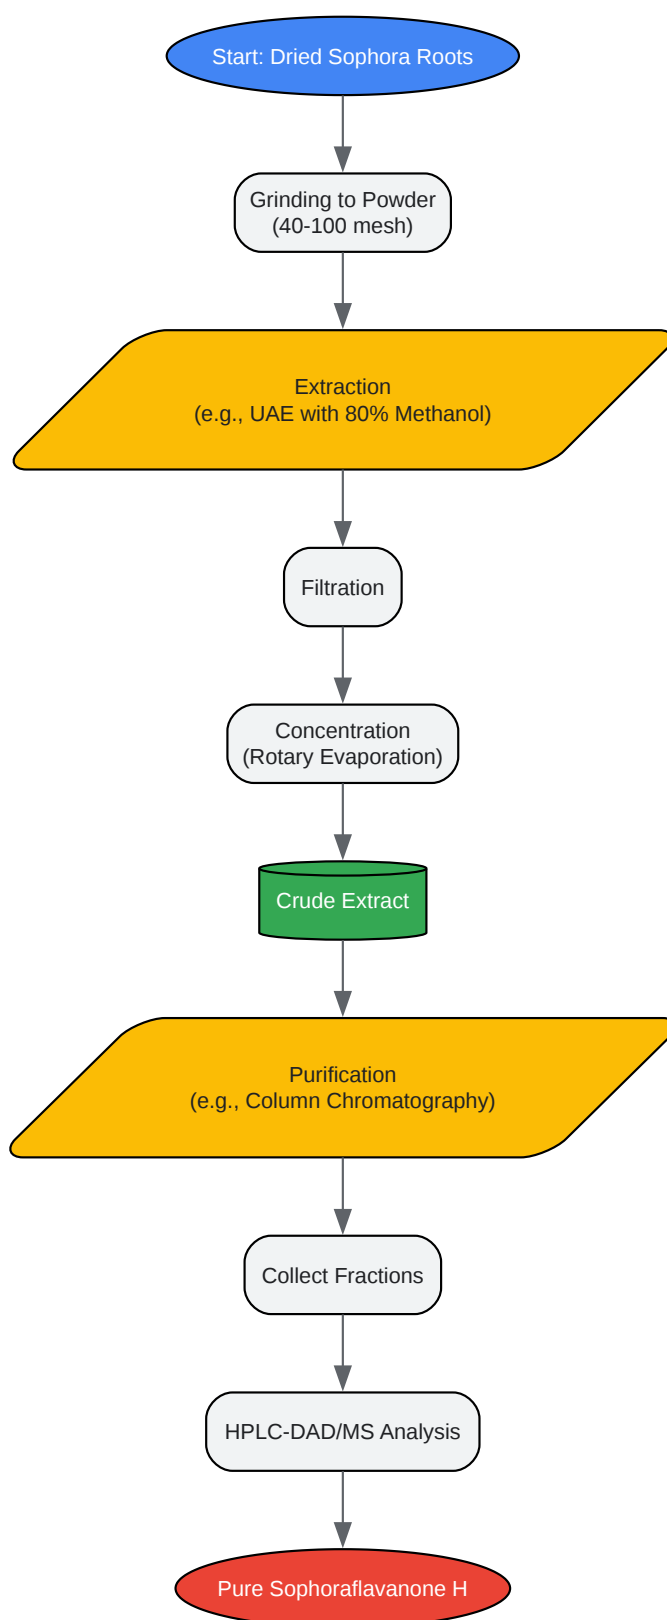 Start: Dried Sophora Roots
Grinding to Powder
(40-100 mesh)
Extraction
(e.g., UAE with 80% Methanol)
Filtration
Concentration
(Rotary Evaporation)
Crude Extract
Purification
(e.g., Column Chromatography)
Collect Fractions
HPLC-DAD/MS Analysis
Pure Sophoraflavanone H